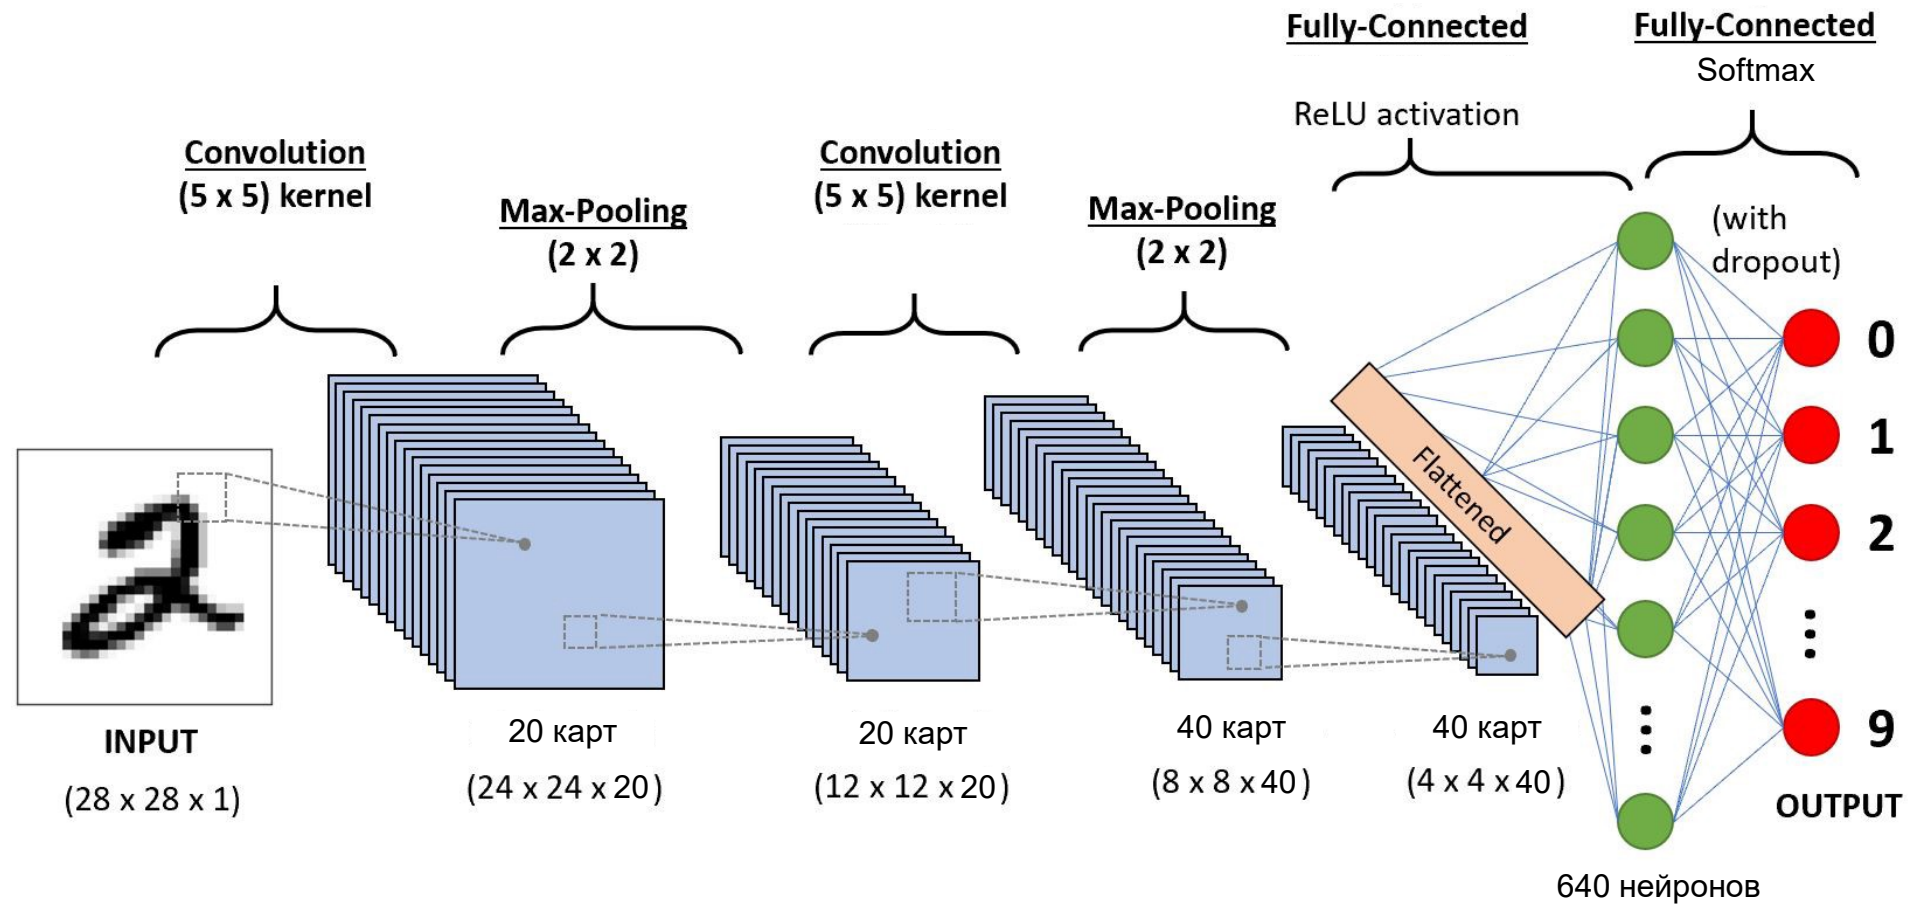 Convolution
(5 x 5) kernel
Max-Pooling
(2 x 2)
Convolution
(5 x 5) kernel
Max-Pooling
(2 x 2)
Fully-Connected
ReLU activation
Fully-Connected
Softmax
(with
dropout)
Flattened
0
1
2
9
OUTPUT
INPUT
(28 x 28 x 1)
20 карт
(24 x 24 x 20)
20 карт
(12 x 12 x 20)
40 карт
(8 x 8 x 40)
40 карт
(4 x 4 x 40)
640 нейронов